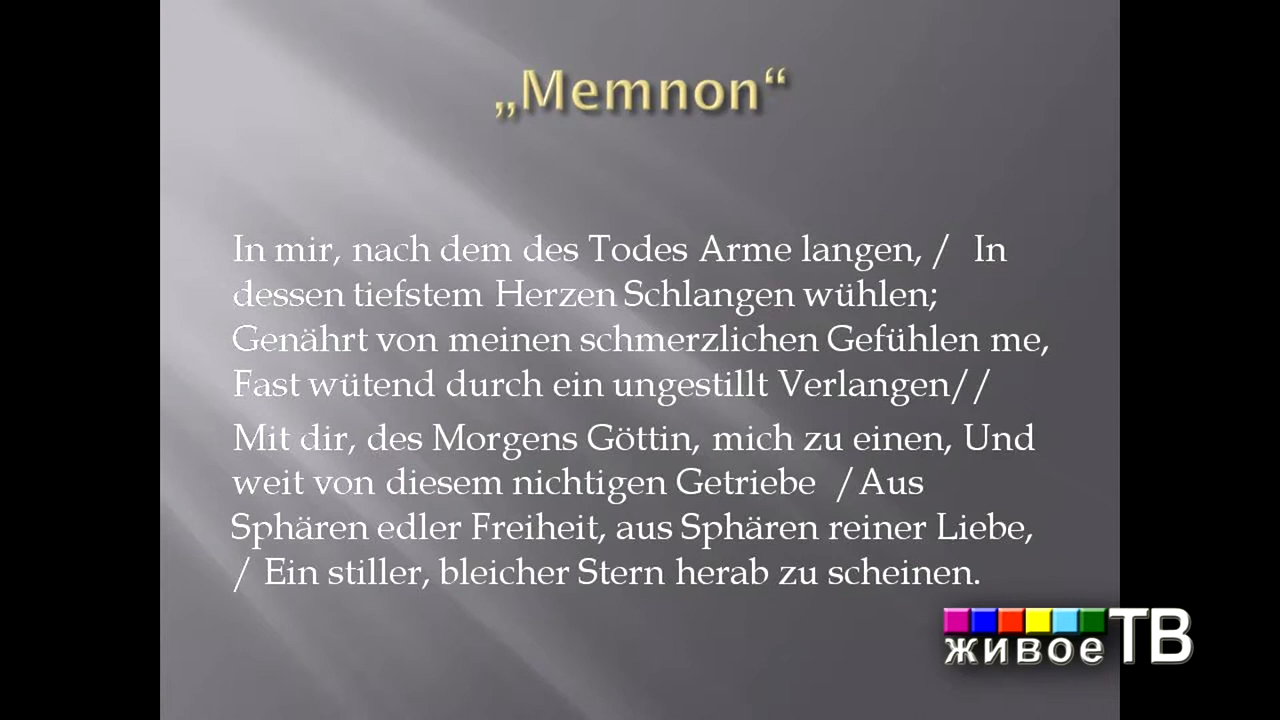 „Memnon“
In mir, nach dem des Todes Arme langen, / In
dessen tiefstem Herzen Schlangen wühlen;
Genährt von meinen schmerzlichen Gefühlen me,
Fast wütend durch ein ungestillt Verlangen//
Mit dir, des Morgens Göttin, mich zu einen, Und
weit von diesem nichtigen Getriebe /Aus
Sphären edler Freiheit, aus Sphären reiner Liebe,
/ Ein stiller, bleicher Stern herab zu scheinen.
живоеТВ